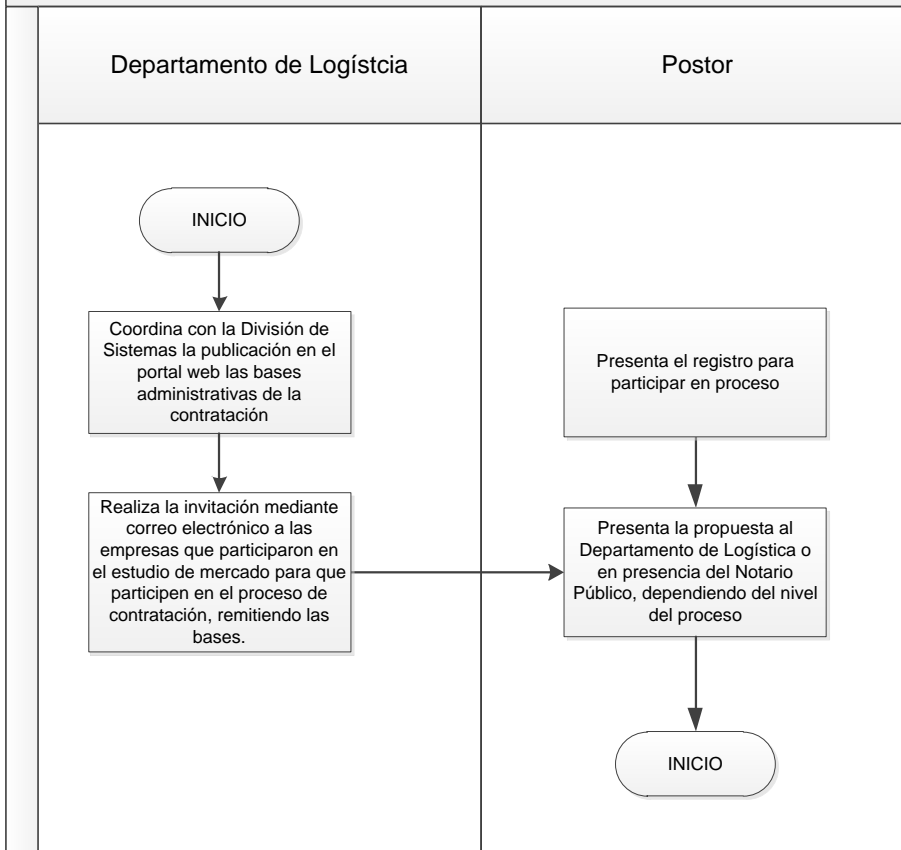 Departamento de Logístcia
Postor
INICIO
Coordina con la División de
Sistemas la publicación en el
portal web las bases
administrativas de la
contratación
Realiza la invitación mediante
correo electrónico a las
empresas que participaron en
el estudio de mercado para que
participen en el proceso de
contratación, remitiendo las
bases.
Presenta el registro para
participar en proceso
Presenta la propuesta al
Departamento de Logística o
en presencia del Notario
Público, dependiendo del nivel
del proceso
INICIO